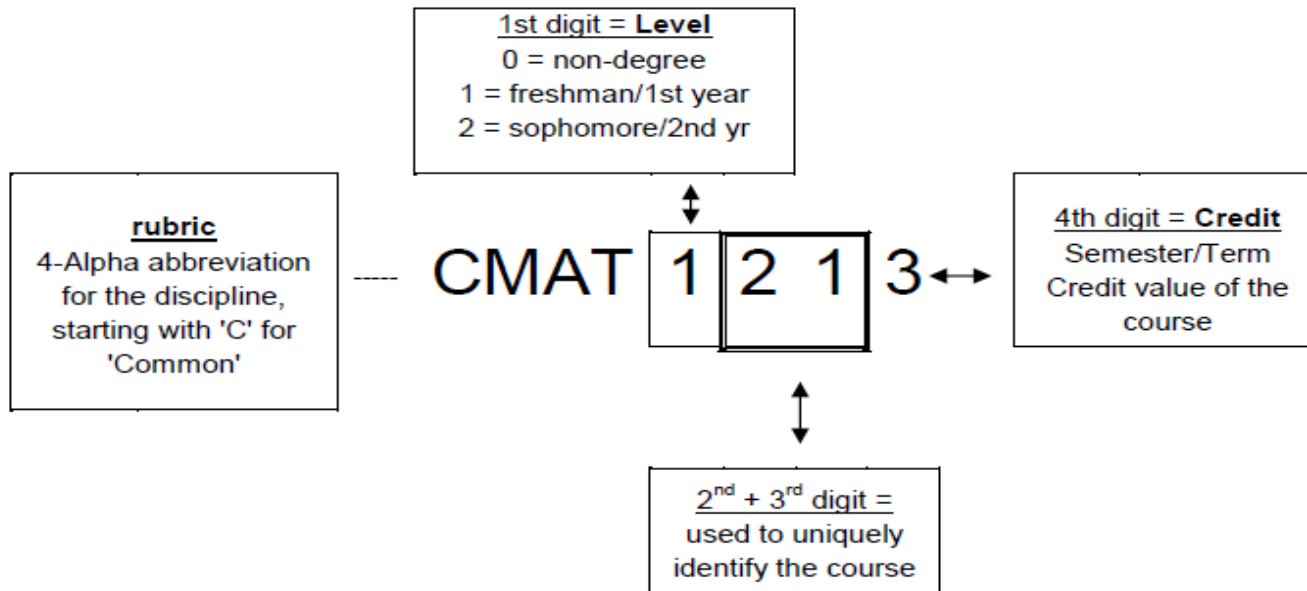 1st digit = Level
0 = non-degree
1 = freshman/1st year
2 = sophomore/2nd yr
rubric
4-Alpha abbreviation
for the discipline,
starting with 'C' for
'Common'
----- CMAT 1 2 1 3
4th digit = Credit
Semester/Term
Credit value of the
course
2nd + 3rd digit =
used to uniquely
identify the course